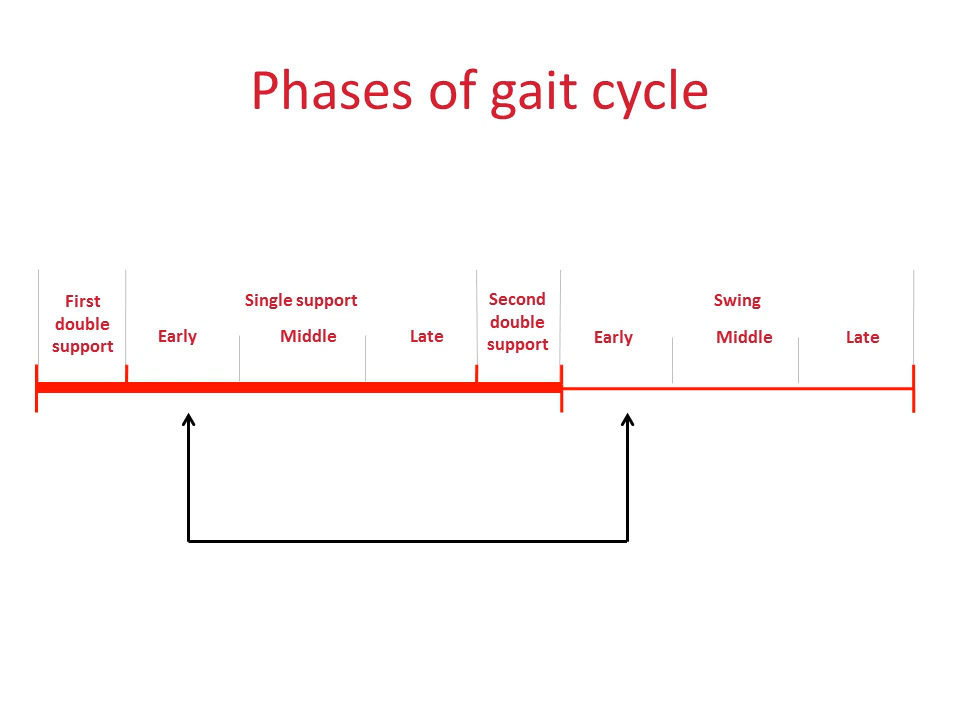 Phases of gait cycle
First
double
support
Single support
Early
Middle
Late
Second
double
support
Swing
Early
Middle
Late